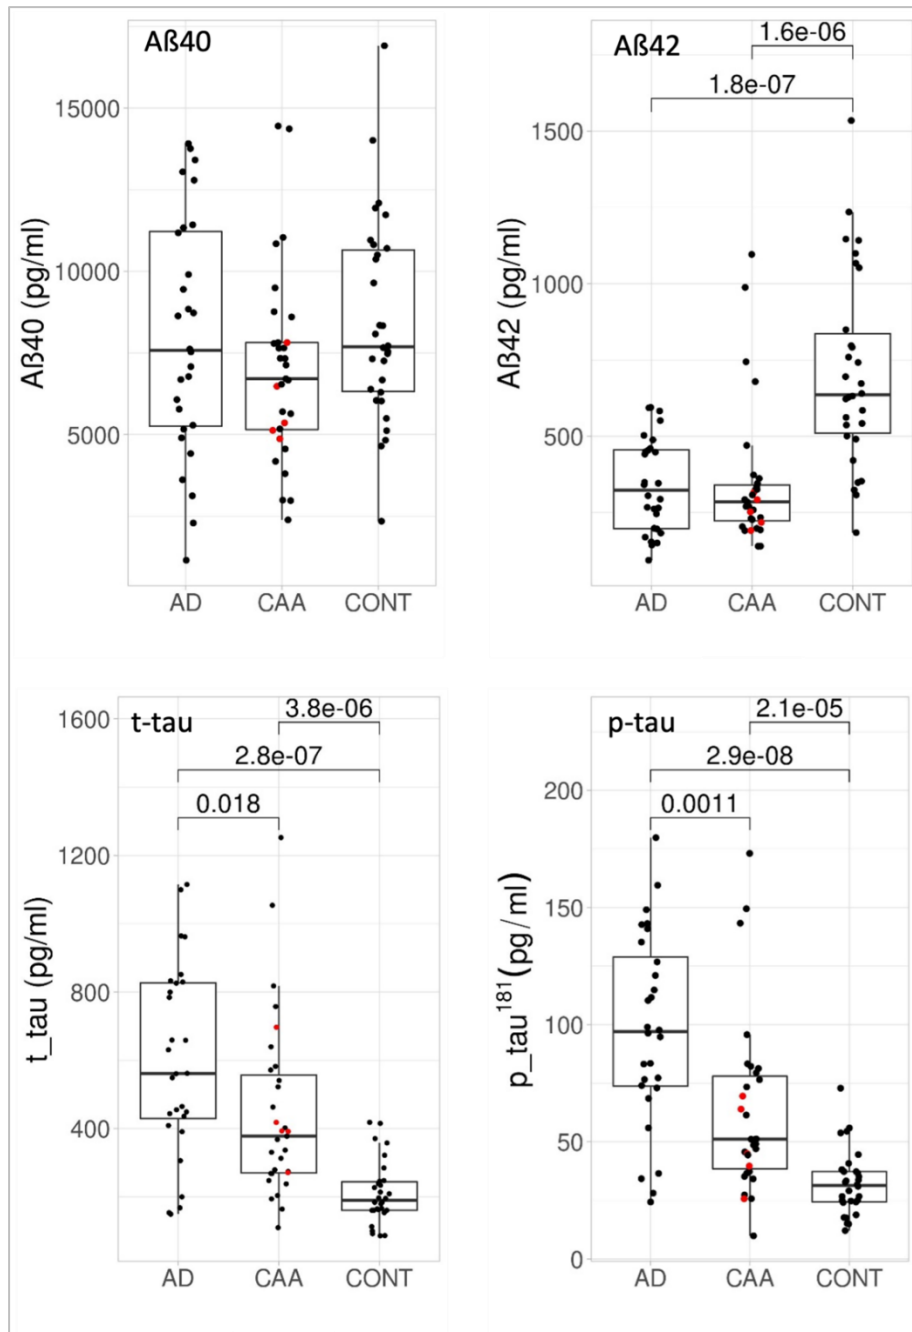 Aß40
15000
10000
5000
Aß40 (pg/ml)
AD CAA CONT
Aß42
1.6e-06
1.8e-07
1500
1000
500
Aß42 (pg/ml)
AD CAA CONT
t-tau
3.8e-06
2.8e-07
0.018
1600
1200
800
400
t_tau (pg/ml)
AD CAA CONT
p-tau
2.1e-05
2.9e-08
0.0011
200
150
100
50
0
p_tau¹⁸¹(pg/ml)
AD CAA CONT